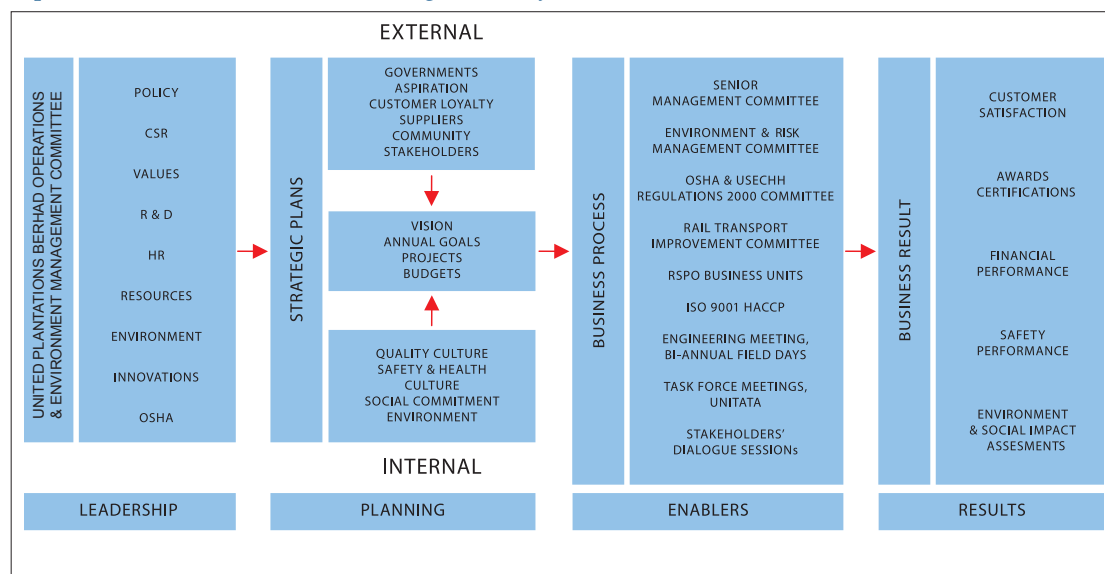 EXTERNAL
UNITED PLANTATIONS BERHAD OPERATIONS
& ENVIRONMENT MANAGEMENT COMMITTEE
POLICY
CSR
VALUES
R & D
HR
RESOURCES
ENVIRONMENT
INNOVATIONS
OSHA
STRATEGIC PLANS
GOVERNMENTS
ASPIRATION
CUSTOMER LOYALTY
SUPPLIERS
COMMUNITY
STAKEHOLDERS
VISION
ANNUAL GOALS
PROJECTS
BUDGETS
QUALITY CULTURE
SAFETY & HEALTH
CULTURE
SOCIAL COMMITMENT
ENVIRONMENT
INTERNAL
BUSINESS PROCESS
SENIOR
MANAGEMENT COMMITTEE
ENVIRONMENT & RISK
MANAGEMENT COMMITTEE
OSHA & USECHH
REGULATIONS 2000 COMMITTEE
RAIL TRANSPORT
IMPROVEMENT COMMITTEE
RSPO BUSINESS UNITS
ISO 9001 HACCP
ENGINEERING MEETING,
BI-ANNUAL FIELD DAYS
TASK FORCE MEETINGS,
UNITATA
STAKEHOLDERS'
DIALOGUE SESSIONs
BUSINESS RESULT
CUSTOMER
SATISFACTION
AWARDS
CERTIFICATIONS
FINANCIAL
PERFORMANCE
SAFETY
PERFORMANCE
ENVIRONMENT
& SOCIAL IMPACT
ASSESMENTS
LEADERSHIP
PLANNING
ENABLERS
RESULTS